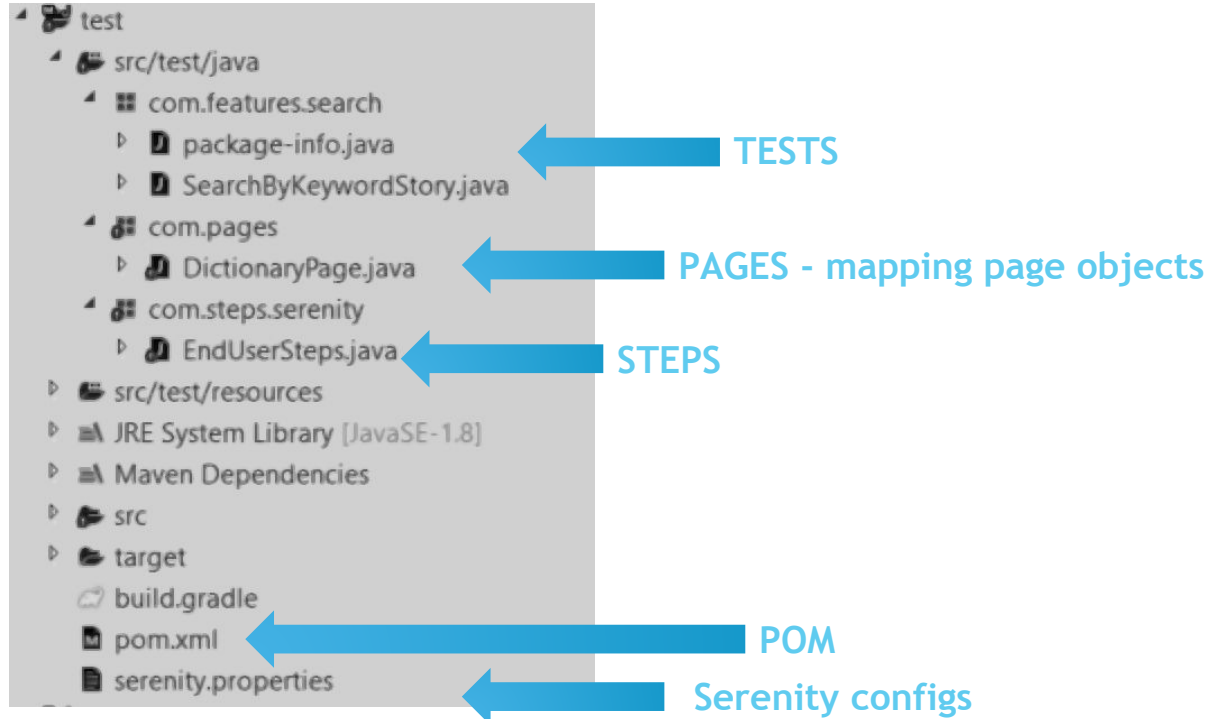 test
src/test/java
com.features.search
package-info.java
TESTS
SearchByKeywordStory.java
com.pages
DictionaryPage.java
PAGES - mapping page objects
com.steps.serenity
EndUserSteps.java
STEPS
src/test/resources
JRE System Library [JavaSE-1.8]
Maven Dependencies
src
target
build.gradle
pom.xml
POM
serenity.properties
Serenity configs